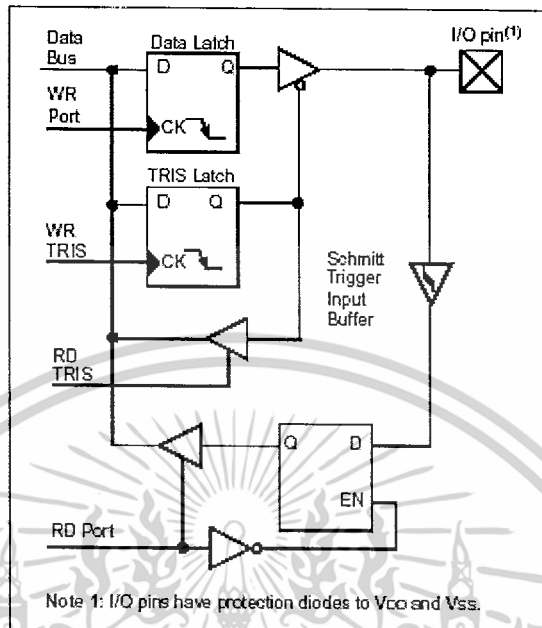 Data
Bus
Data Latch
I/O pin(1)
D
Q
WR
Port
CK
TRIS Latch
D
Q
WR
TRIS
CK
Schmitt
Trigger
Input
Buffer
RD
TRIS
Q
D
EN
RD Port
Note 1: I/O pins have protection diodes to VDD and VSS.